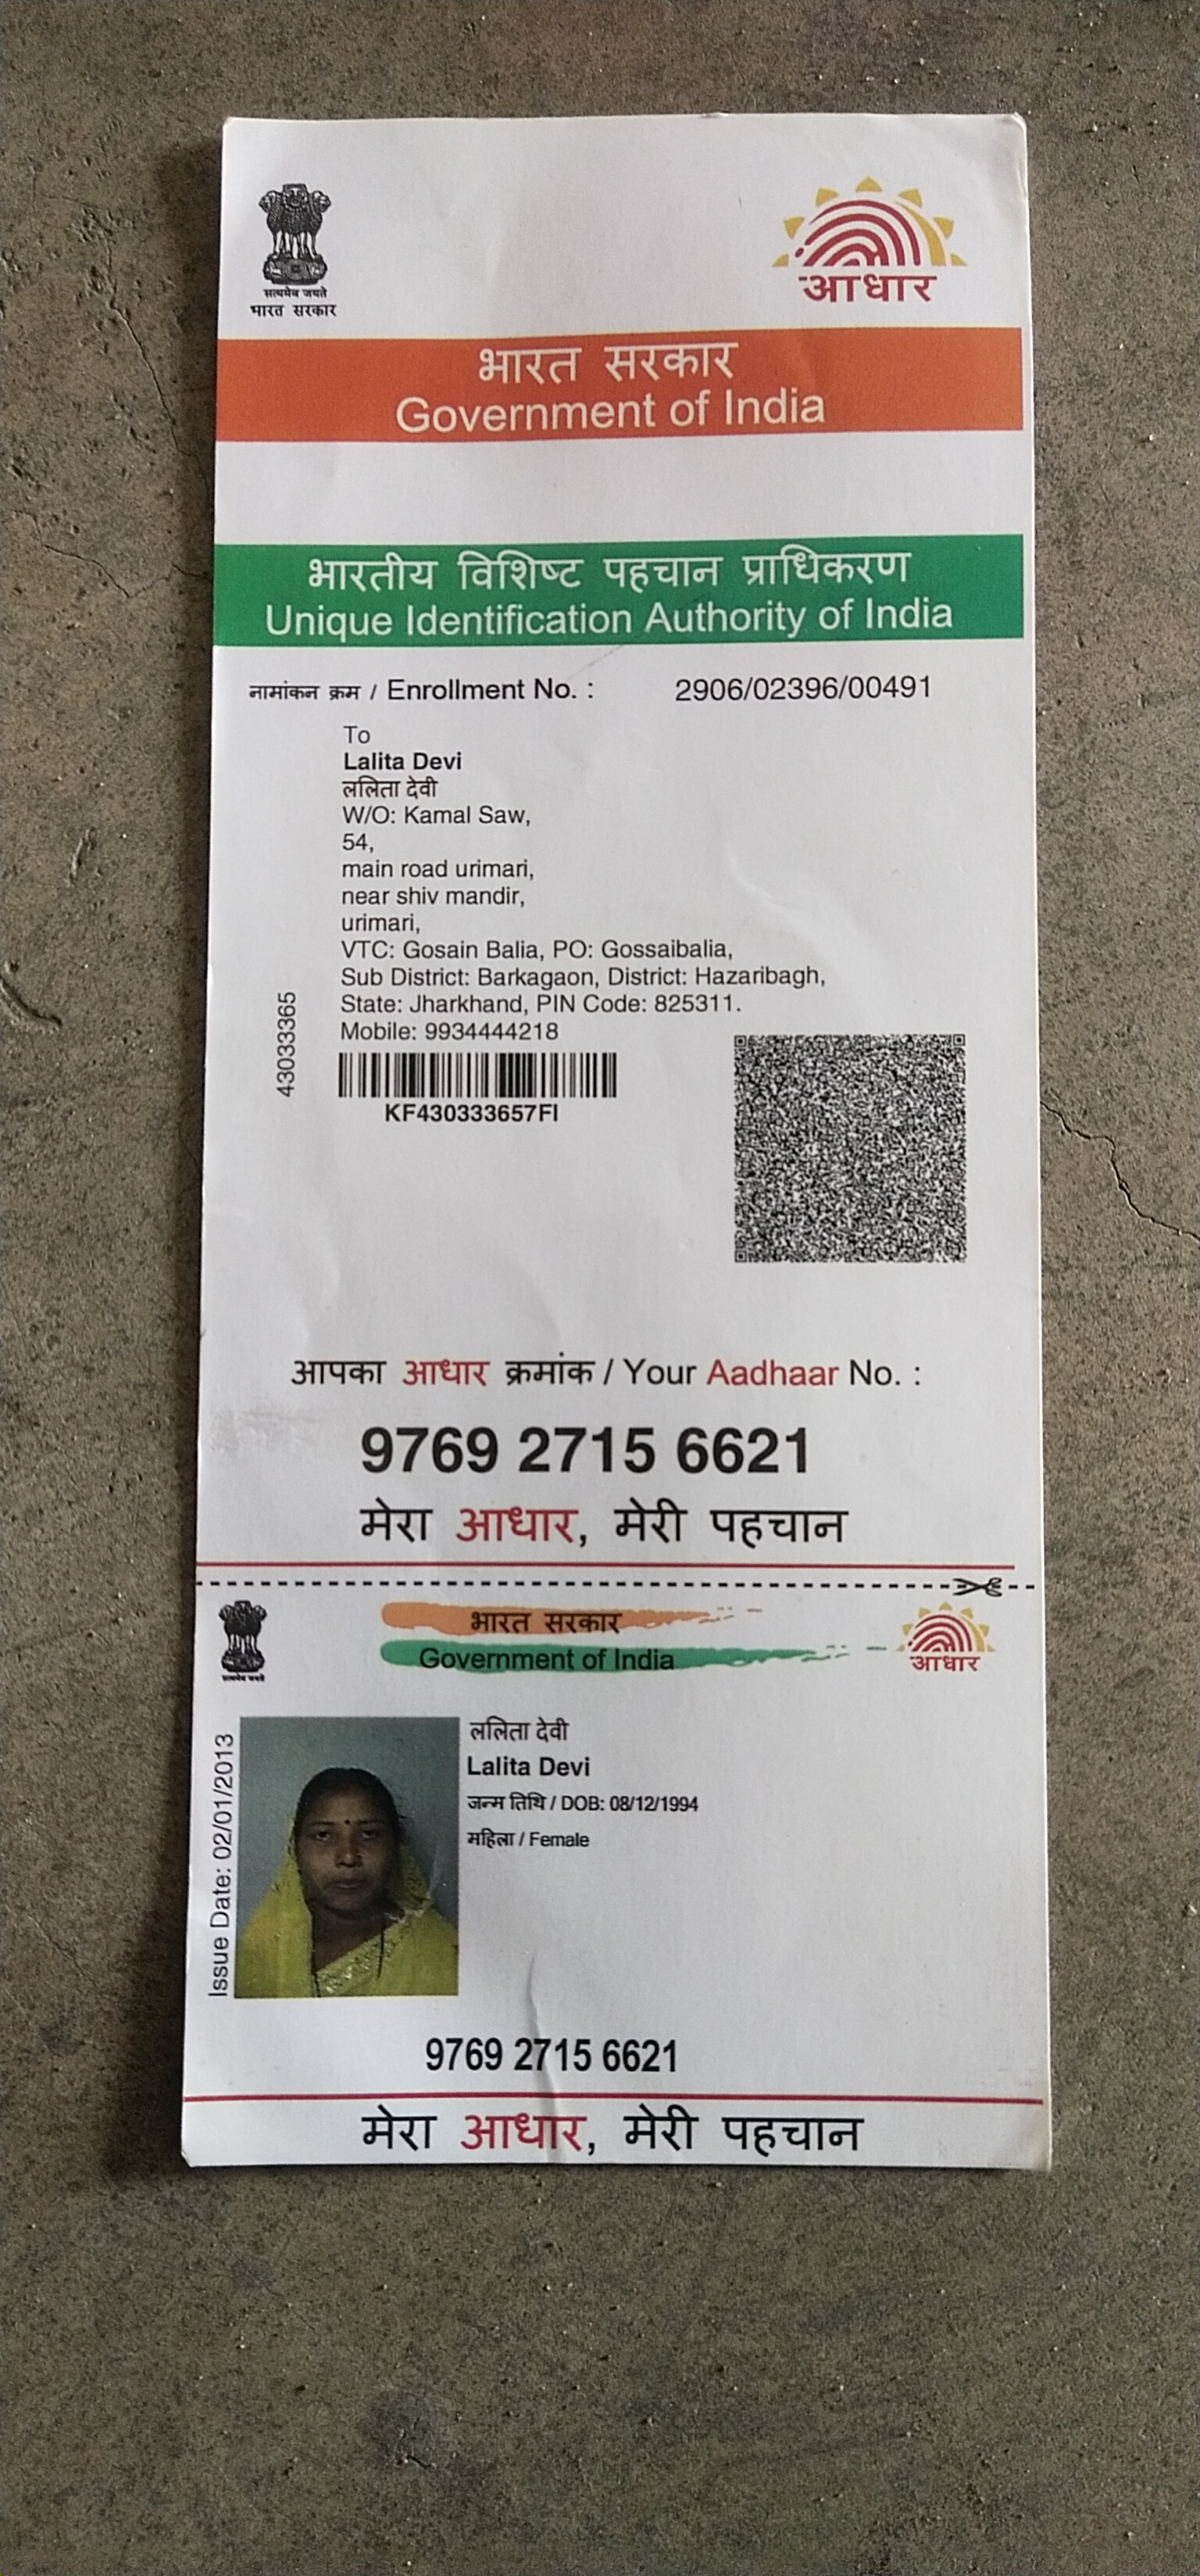 सत्यमेव जयते
भारत सरकार
आधार
भारत सरकार
Government of India
भारतीय विशिष्ट पहचान प्राधिकरण
Unique Identification Authority of India
नामांकन क्रम / Enrollment No. : 2906/02396/00491
To
Lalita Devi
ललिता देवी
W/O: Kamal Saw,
54,
main road urimari,
near shiv mandir,
urimari,
VTC: Gosain Balia, PO: Gossaibalia,
Sub District: Barkagaon, District: Hazaribagh,
State: Jharkhand, PIN Code: 825311.
Mobile: 9934444218
43033365
KF430333657FI
आपका आधार क्रमांक / Your Aadhaar No. :
9769 2715 6621
मेरा आधार, मेरी पहचान
सत्यमेव जयते
भारत सरकार
Government of India
आधार
Issue Date: 02/01/2013
ललिता देवी
Lalita Devi
जन्म तिथि / DOB: 08/12/1994
महिला / Female
9769 2715 6621
मेरा आधार, मेरी पहचान